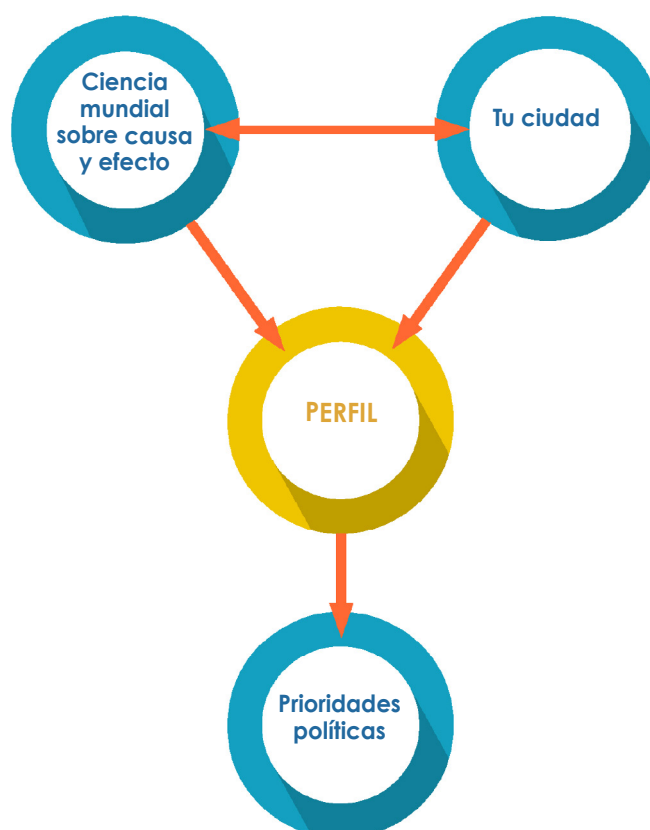 Ciencia
mundial
sobre causa
y efecto
Tu ciudad
PERFIL
Prioridades
políticas